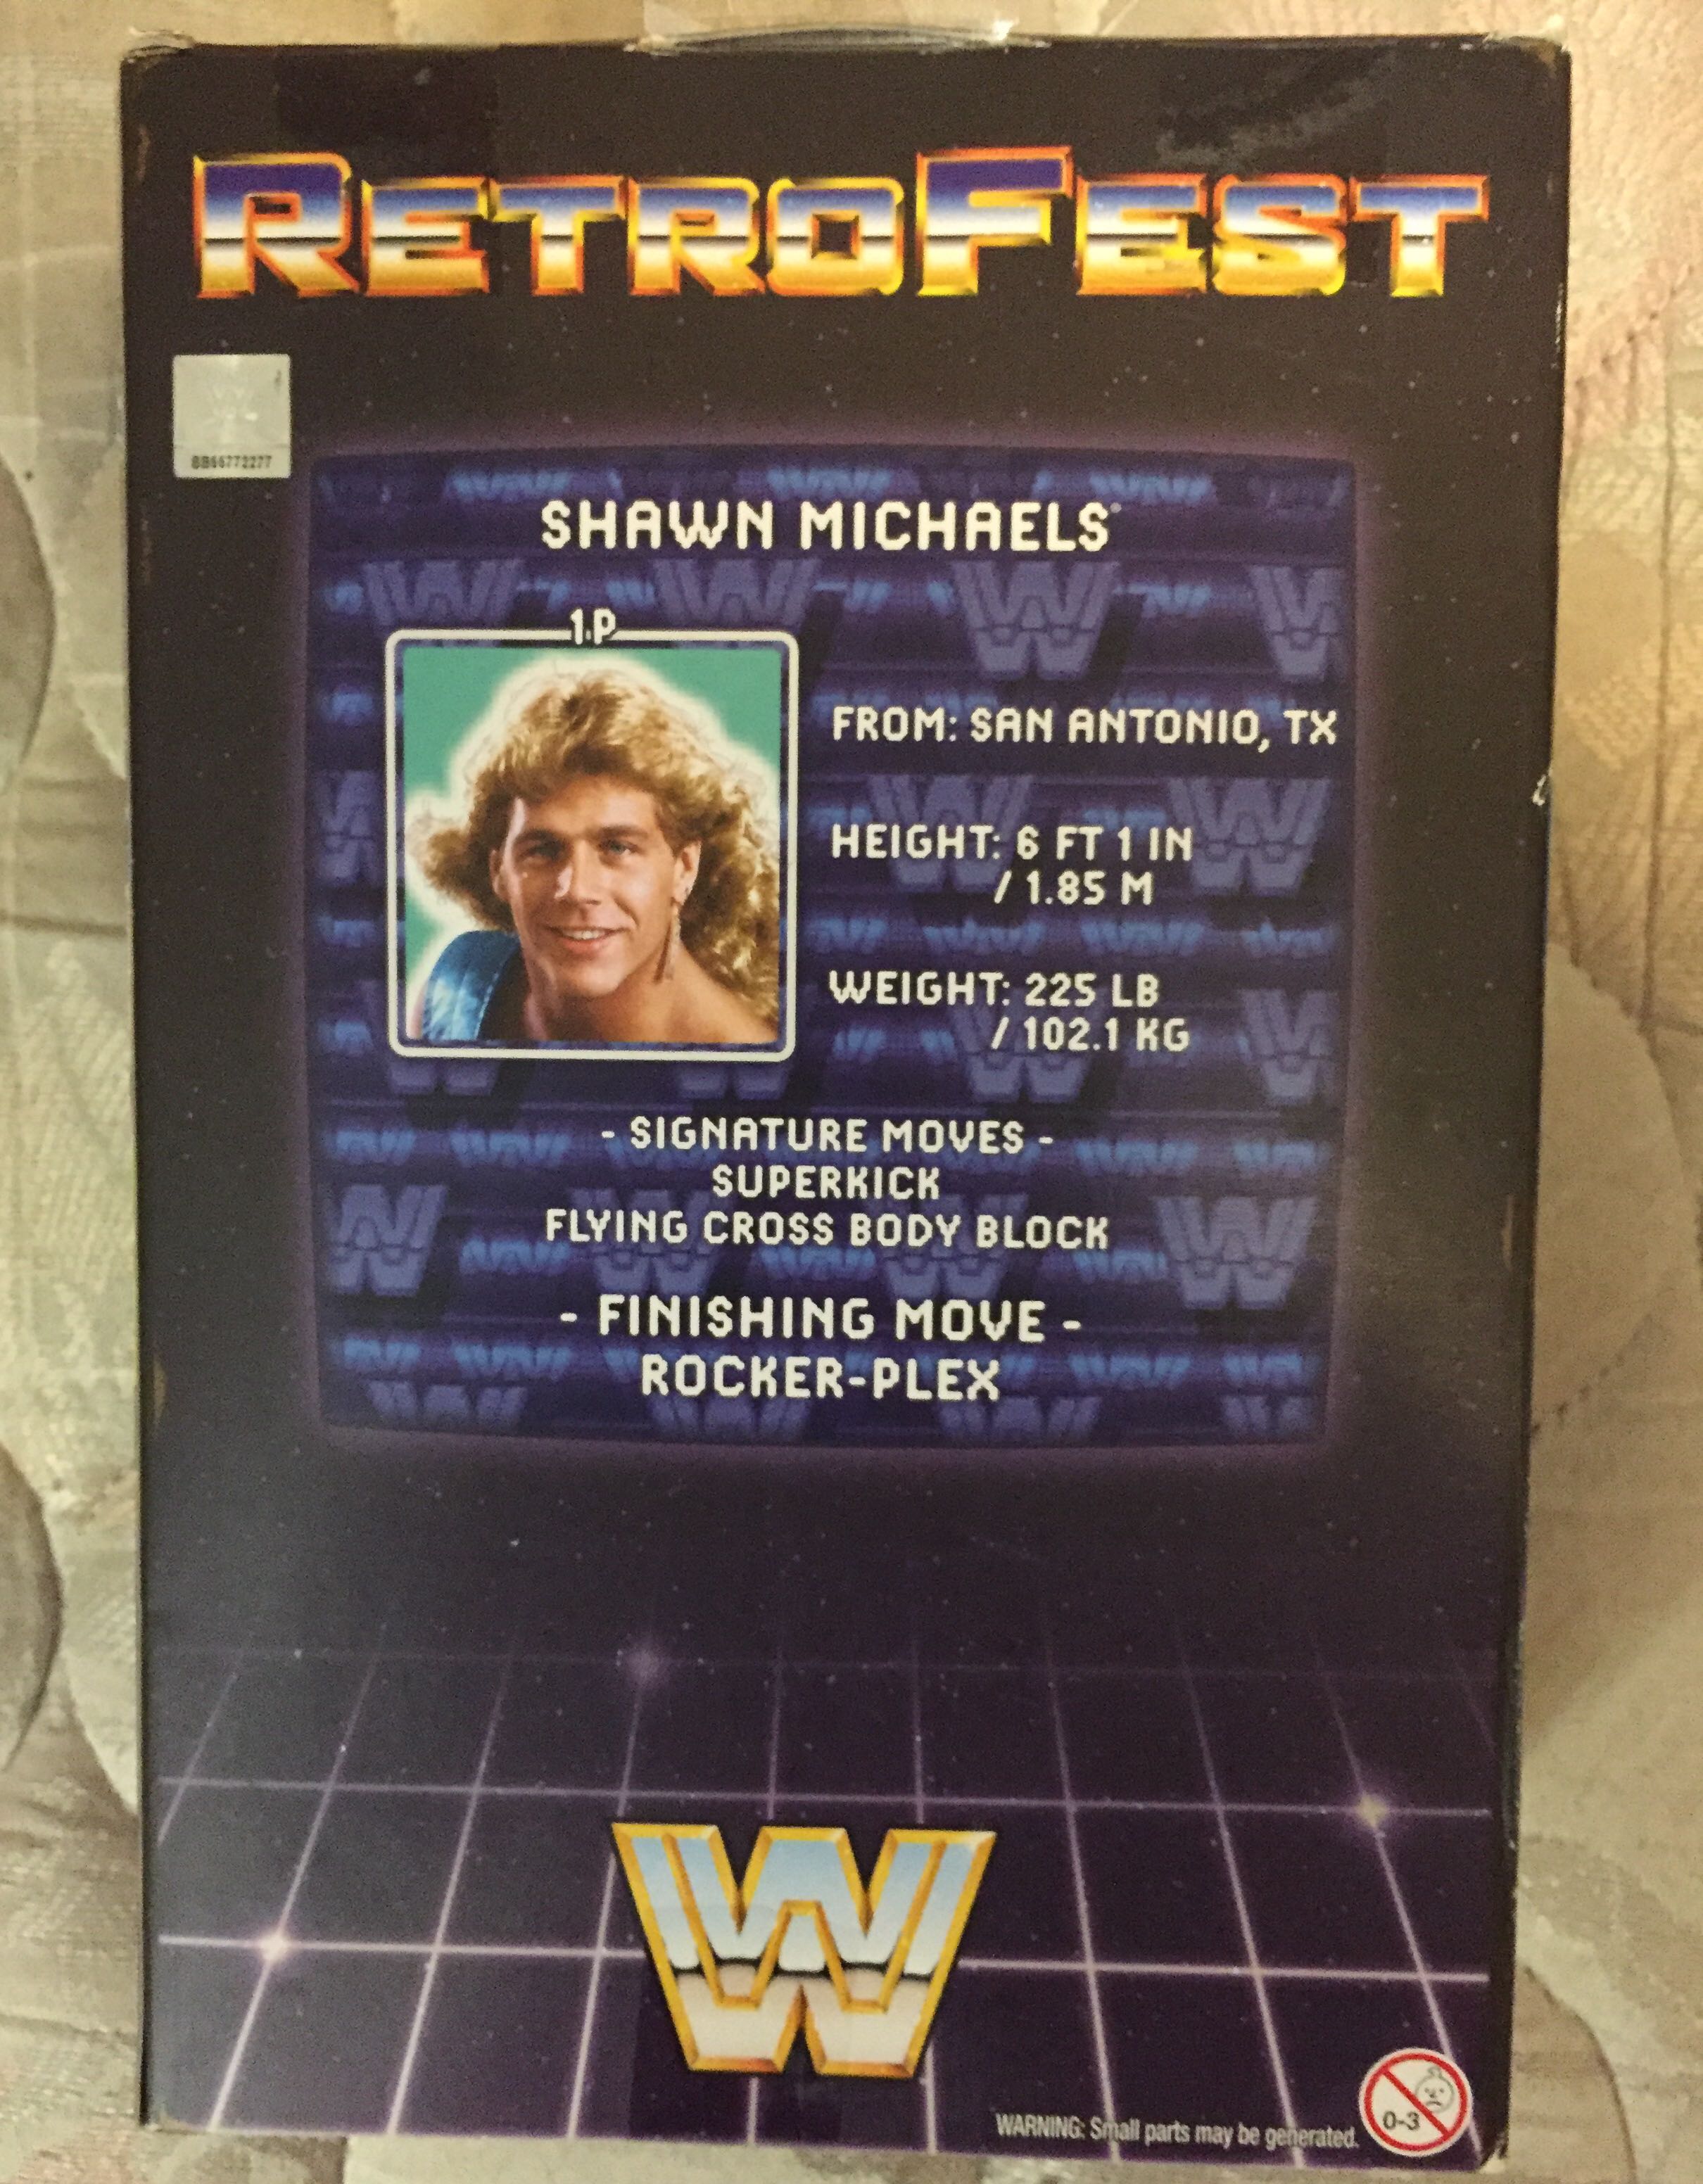 RETROFEST
BB66772277
SHAWN MICHAELS
1.P
FROM: SAN ANTONIO, TX
HEIGHT: 6 FT 1 IN
/ 1.85 M
WEIGHT: 225 LB
/ 102.1 KG
- SIGNATURE MOVES -
SUPERKICK
FLYING CROSS BODY BLOCK
- FINISHING MOVE -
ROCKER-PLEX
W
WARNING: Small parts may be generated.
0-3